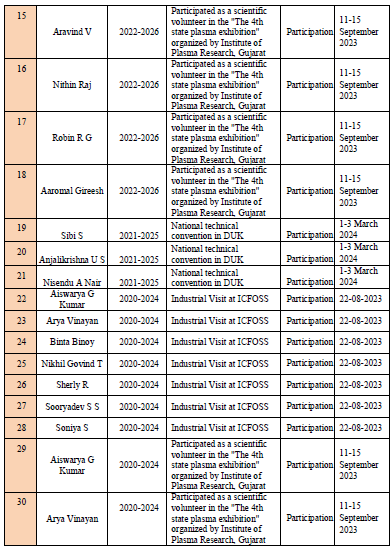 15 Aravind V 2022-2026 Participated as a scientific volunteer in the "The 4th state plasma exhibition" organized by Institute of Plasma Research, Gujarat Participation 11-15 September 2023
16 Nithin Raj 2022-2026 Participated as a scientific volunteer in the "The 4th state plasma exhibition" organized by Institute of Plasma Research, Gujarat Participation 11-15 September 2023
17 Robin R G 2022-2026 Participated as a scientific volunteer in the "The 4th state plasma exhibition" organized by Institute of Plasma Research, Gujarat Participation 11-15 September 2023
18 Aaromal Gireesh 2022-2026 Participated as a scientific volunteer in the "The 4th state plasma exhibition" organized by Institute of Plasma Research, Gujarat Participation 11-15 September 2023
19 Sibi S 2021-2025 National technical convention in DUK Participation 1-3 March 2024
20 Anjalikrishna U S 2021-2025 National technical convention in DUK Participation 1-3 March 2024
21 Nisendu A Nair 2021-2025 National technical convention in DUK Participation 1-3 March 2024
22 Aiswarya G Kumar 2020-2024 Industrial Visit at ICFOSS Participation 22-08-2023
23 Arya Vinayan 2020-2024 Industrial Visit at ICFOSS Participation 22-08-2023
24 Binta Binoy 2020-2024 Industrial Visit at ICFOSS Participation 22-08-2023
25 Nikhil Govind T 2020-2024 Industrial Visit at ICFOSS Participation 22-08-2023
26 Sherly R 2020-2024 Industrial Visit at ICFOSS Participation 22-08-2023
27 Sooryadev S S 2020-2024 Industrial Visit at ICFOSS Participation 22-08-2023
28 Soniya S 2020-2024 Industrial Visit at ICFOSS Participation 22-08-2023
29 Aiswarya G Kumar 2020-2024 Participated as a scientific volunteer in the "The 4th state plasma exhibition" organized by Institute of Plasma Research, Gujarat Participation 11-15 September 2023
30 Arya Vinayan 2020-2024 Participated as a scientific volunteer in the "The 4th state plasma exhibition" organized by Institute of Plasma Research, Gujarat Participation 11-15 September 2023